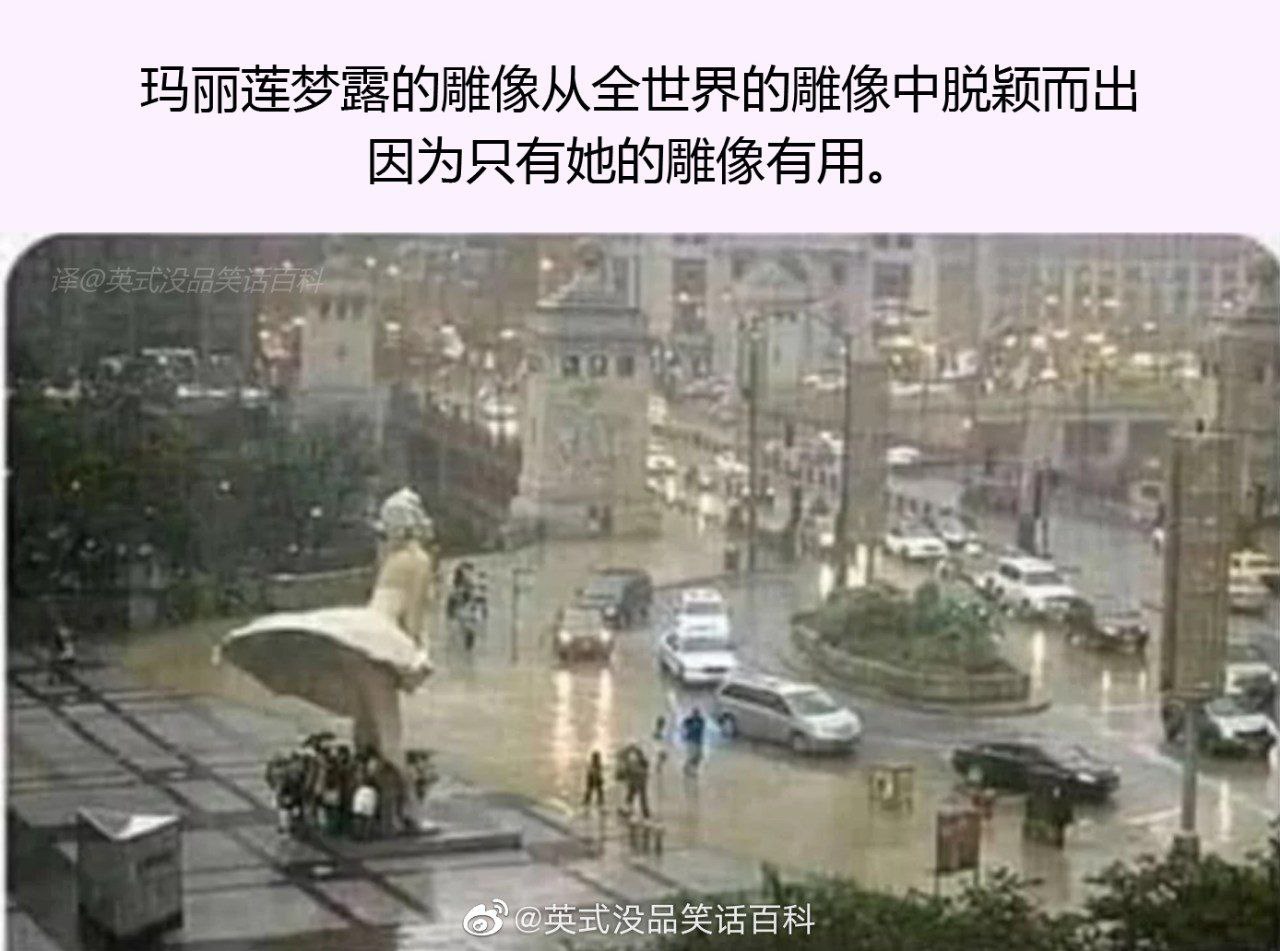 玛丽莲梦露的雕像从全世界的雕像中脱颖而出
因为只有她的雕像有用。
译@英式没品笑话百科
@英式没品笑话百科